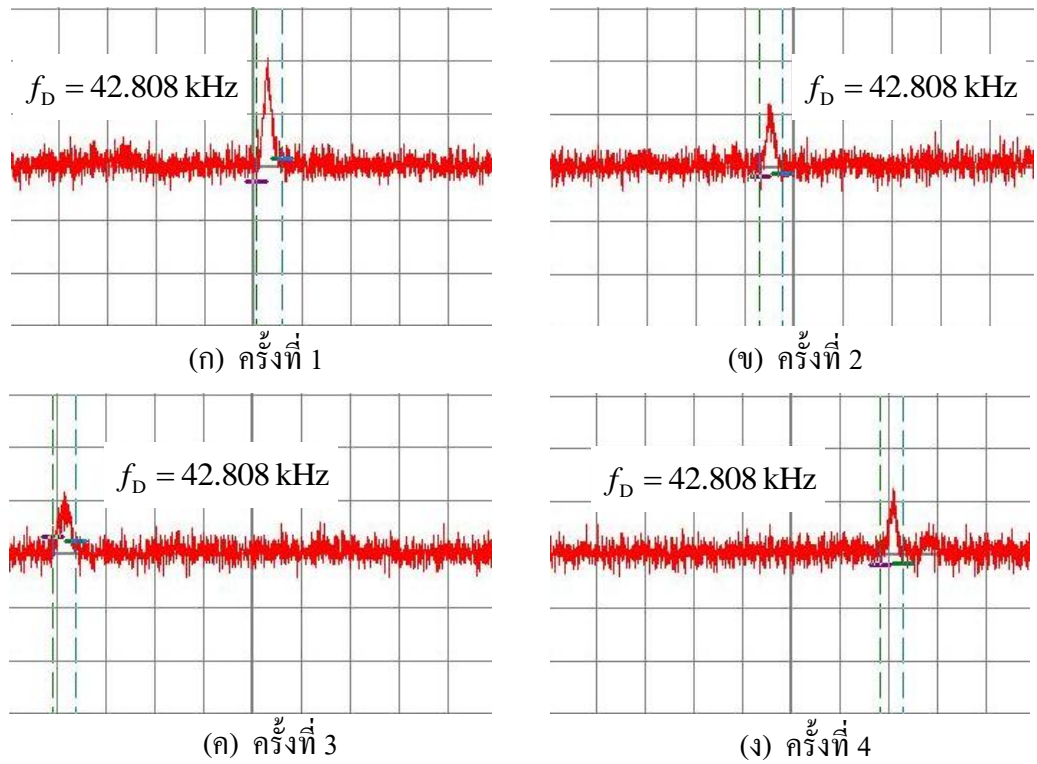 f_D = 42.808 kHz
f_D = 42.808 kHz
(ก) ครั้งที่ 1
(ข) ครั้งที่ 2
f_D = 42.808 kHz
f_D = 42.808 kHz
(ค) ครั้งที่ 3
(ง) ครั้งที่ 4